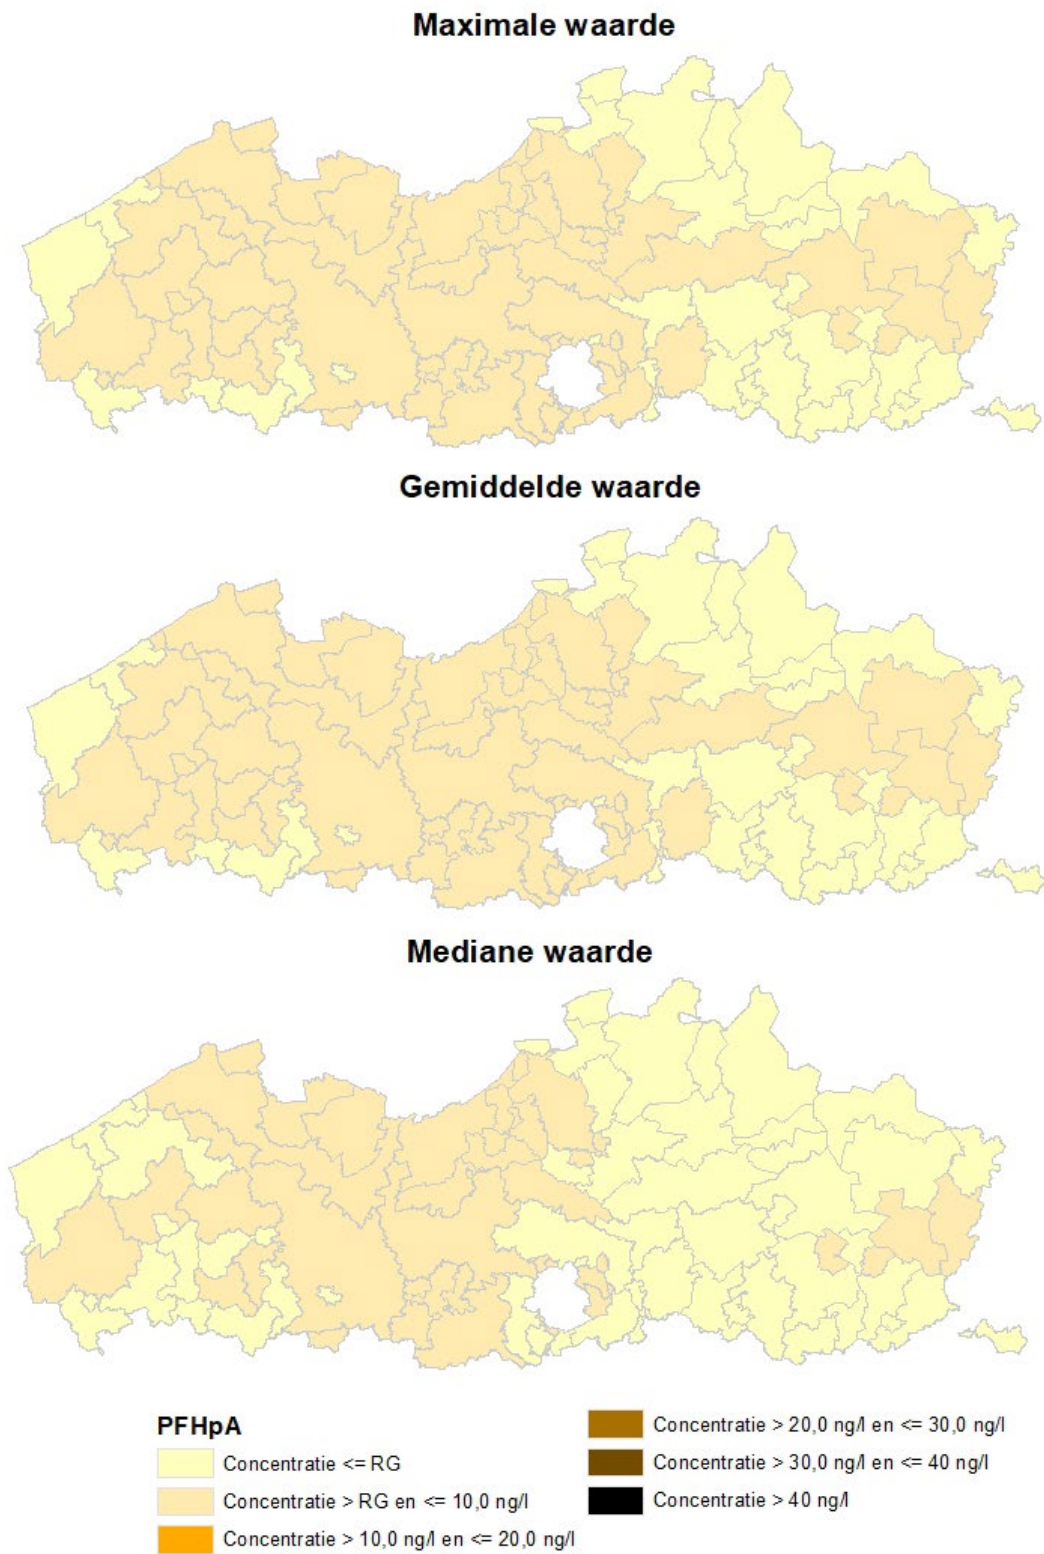 Maximale waarde
Gemiddelde waarde
Mediane waarde
PFHpA
Concentratie <= RG
Concentratie > RG en <= 10,0 ng/l
Concentratie > 10,0 ng/l en <= 20,0 ng/l
Concentratie > 20,0 ng/l en <= 30,0 ng/l
Concentratie > 30,0 ng/l en <= 40 ng/l
Concentratie > 40 ng/l